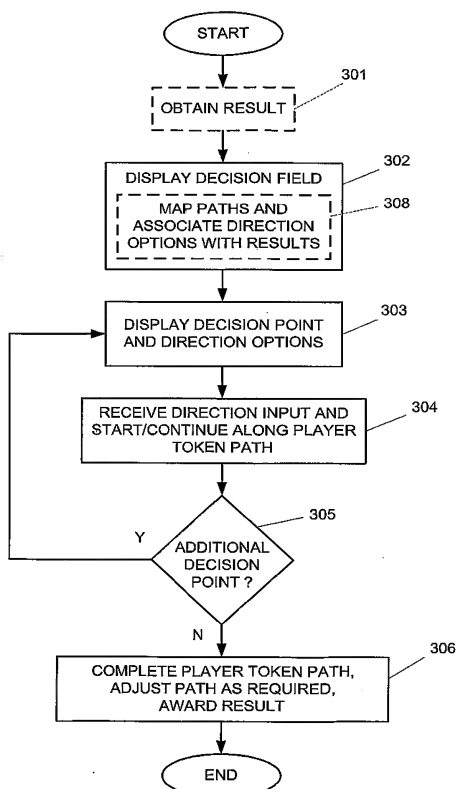 START
301
OBTAIN RESULT
302
DISPLAY DECISION FIELD
308
MAP PATHS AND
ASSOCIATE DIRECTION
OPTIONS WITH RESULTS
303
DISPLAY DECISION POINT
AND DIRECTION OPTIONS
304
RECEIVE DIRECTION INPUT AND
START/CONTINUE ALONG PLAYER
TOKEN PATH
305
Y
ADDITIONAL
DECISION
POINT ?
N
306
COMPLETE PLAYER TOKEN PATH,
ADJUST PATH AS REQUIRED,
AWARD RESULT
END